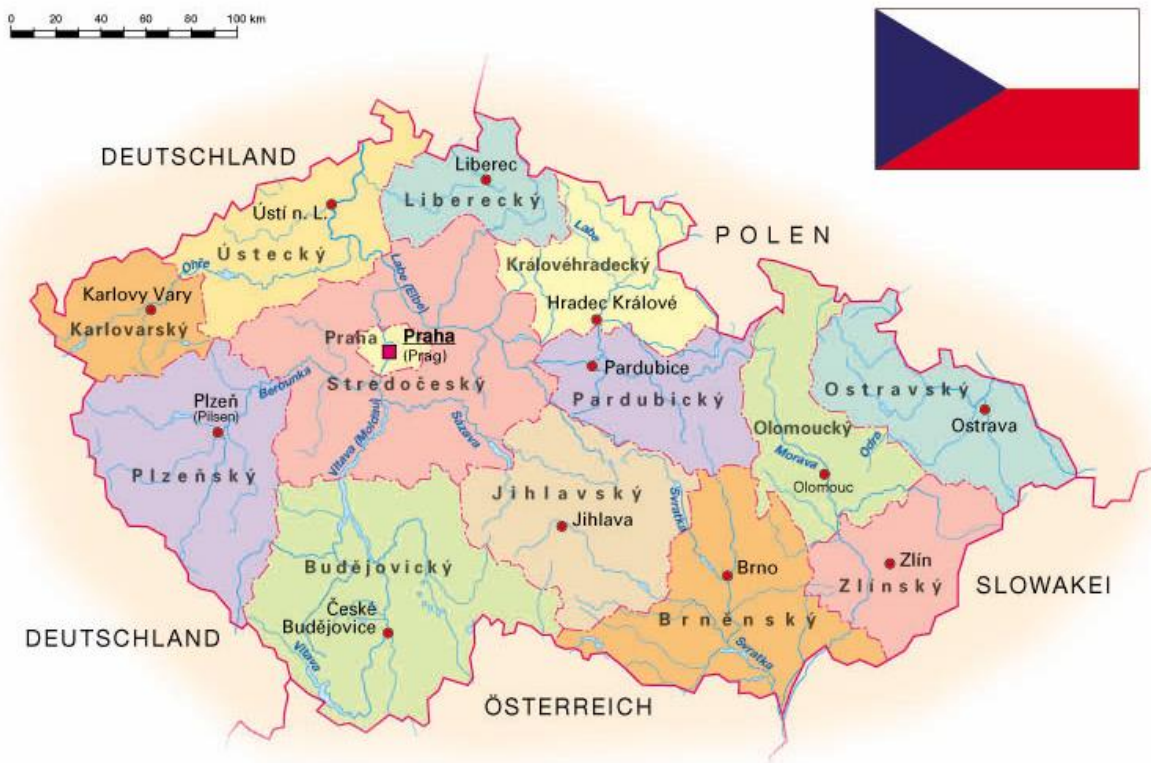 0 20 40 60 80 100 km
DEUTSCHLAND
Liberec
Liberecký
Ústí n. L.
Ústecký
Labe
POLEN
Ohře
Labe (Elbe)
Královéhradecký
Karlovy Vary
Karlovarský
Hradec Králové
Praha
Praha
(Prag)
Pardubice
Stredočeský
Berounka
Pardubický
Ostravský
Plzeň
(Pilsen)
Ostrava
Vltava (Moldau)
Sázava
Olomoucký
Odra
Morava
Plzeňský
Olomouc
Jihlavský
Svratka
Jihlava
Budějovický
Brno
Zlín
Zlínský
SLOWAKEI
České
Budějovice
DEUTSCHLAND
Brněnský
Vltava
Svratka
ÖSTERREICH